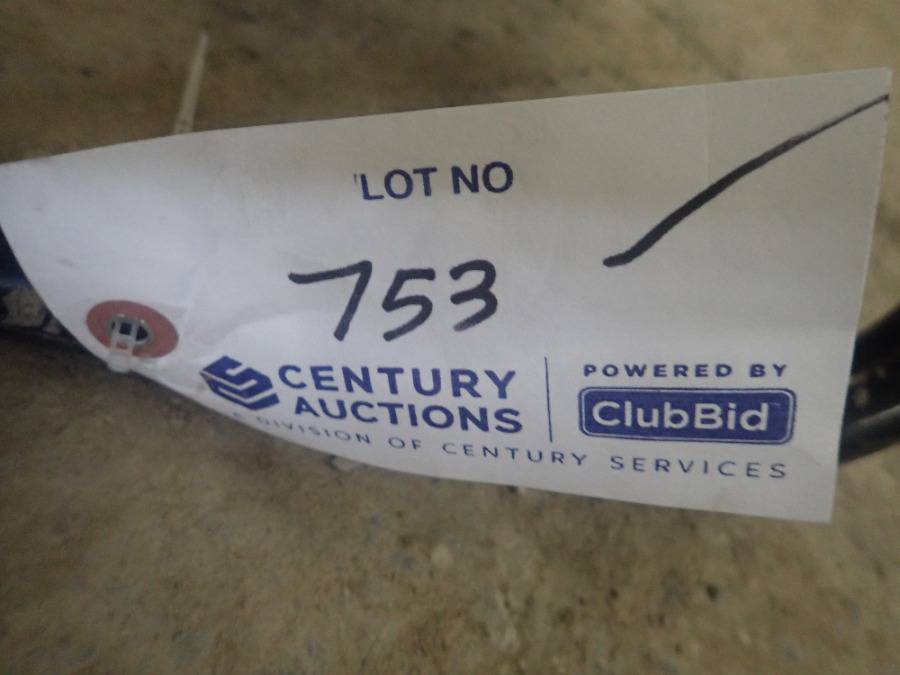 LOT NO
753
CENTURY AUCTIONS
POWERED BY
ClubBid
DIVISION OF CENTURY SERVICES